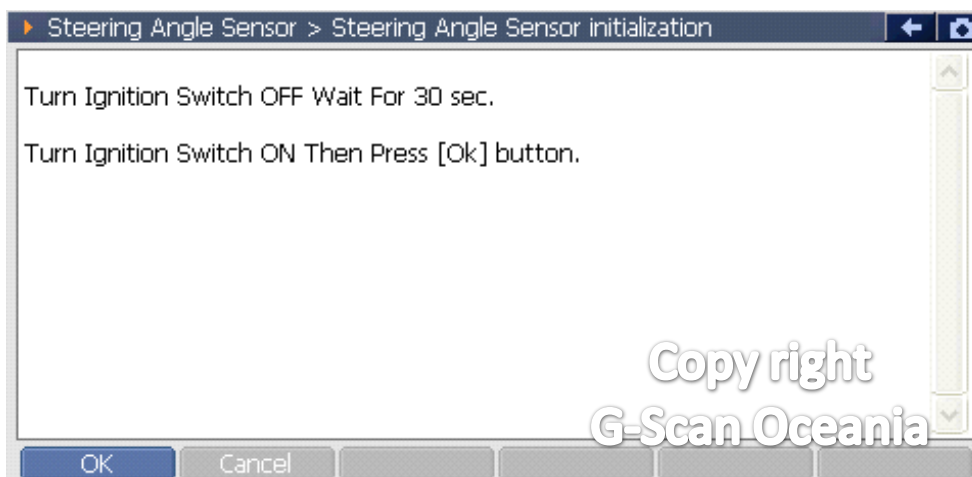 Steering Angle Sensor > Steering Angle Sensor initialization
Turn Ignition Switch OFF Wait For 30 sec.
Turn Ignition Switch ON Then Press [Ok] button.
Copy right
G-Scan Oceania
OK Cancel